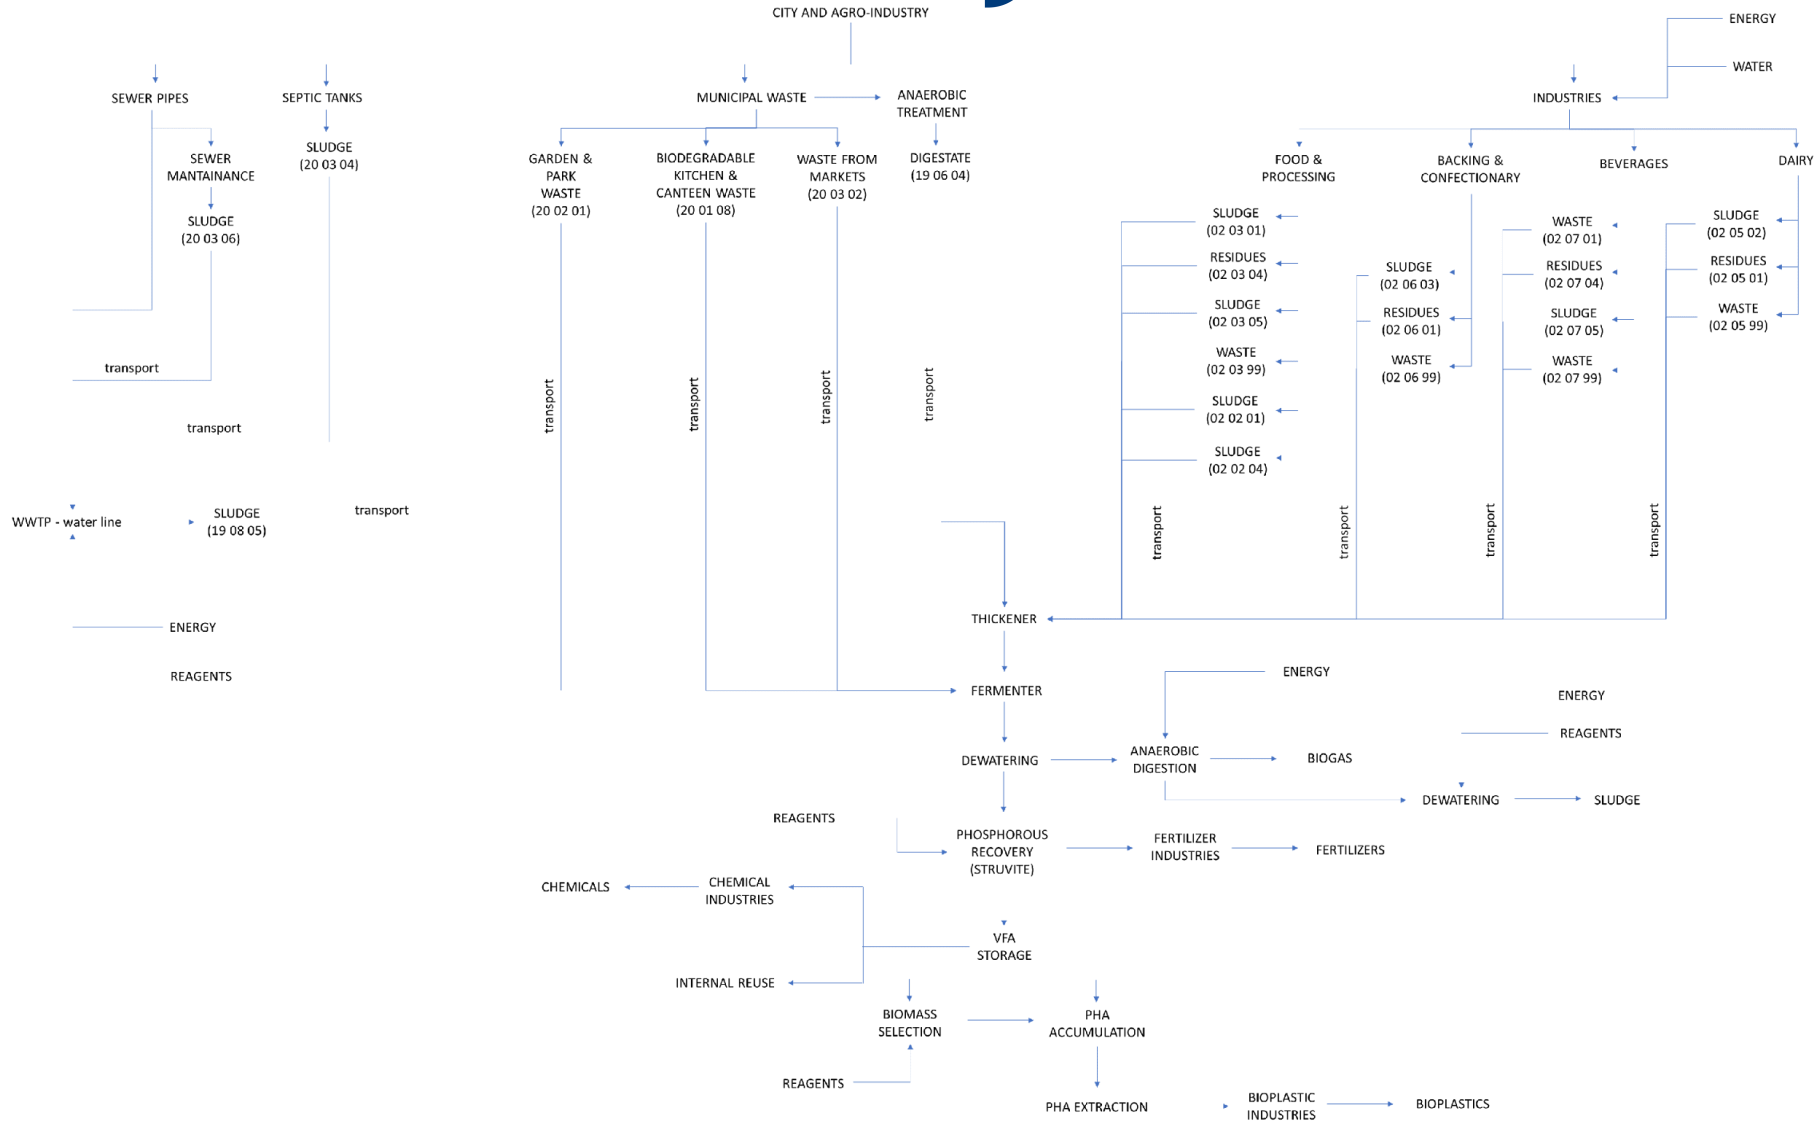 CITY AND AGRO-INDUSTRY
ENERGY
WATER
SEWER PIPES
SEPTIC TANKS
MUNICIPAL WASTE
ANAEROBIC
TREATMENT
INDUSTRIES
SLUDGE
(20 03 04)
SEWER
MANTAINANCE
SLUDGE
(20 03 06)
GARDEN &
PARK
WASTE
(20 02 01)
BIODEGRADABLE
KITCHEN &
CANTEEN WASTE
(20 01 08)
WASTE FROM
MARKETS
(20 03 02)
DIGESTATE
(19 06 04)
FOOD &
PROCESSING
BACKING &
CONFECTIONARY
BEVERAGES
DAIRY
SLUDGE
(02 03 01)
RESIDUES
(02 03 04)
SLUDGE
(02 03 05)
WASTE
(02 03 99)
SLUDGE
(02 02 01)
SLUDGE
(02 02 04)
SLUDGE
(02 06 03)
RESIDUES
(02 06 01)
WASTE
(02 06 99)
WASTE
(02 07 01)
RESIDUES
(02 07 04)
SLUDGE
(02 07 05)
WASTE
(02 07 99)
SLUDGE
(02 05 02)
RESIDUES
(02 05 01)
WASTE
(02 05 99)
transport
transport
transport
transport
transport
transport
transport
transport
transport
transport
transport
WWTP - water line
SLUDGE
(19 08 05)
ENERGY
REAGENTS
THICKENER
FERMENTER
ENERGY
ENERGY
REAGENTS
DEWATERING
ANAEROBIC
DIGESTION
BIOGAS
DEWATERING
SLUDGE
REAGENTS
PHOSPHOROUS
RECOVERY
(STRUVITE)
FERTILIZER
INDUSTRIES
FERTILIZERS
CHEMICALS
CHEMICAL
INDUSTRIES
VFA
STORAGE
INTERNAL REUSE
BIOMASS
SELECTION
PHA
ACCUMULATION
REAGENTS
PHA EXTRACTION
BIOPLASTIC
INDUSTRIES
BIOPLASTICS